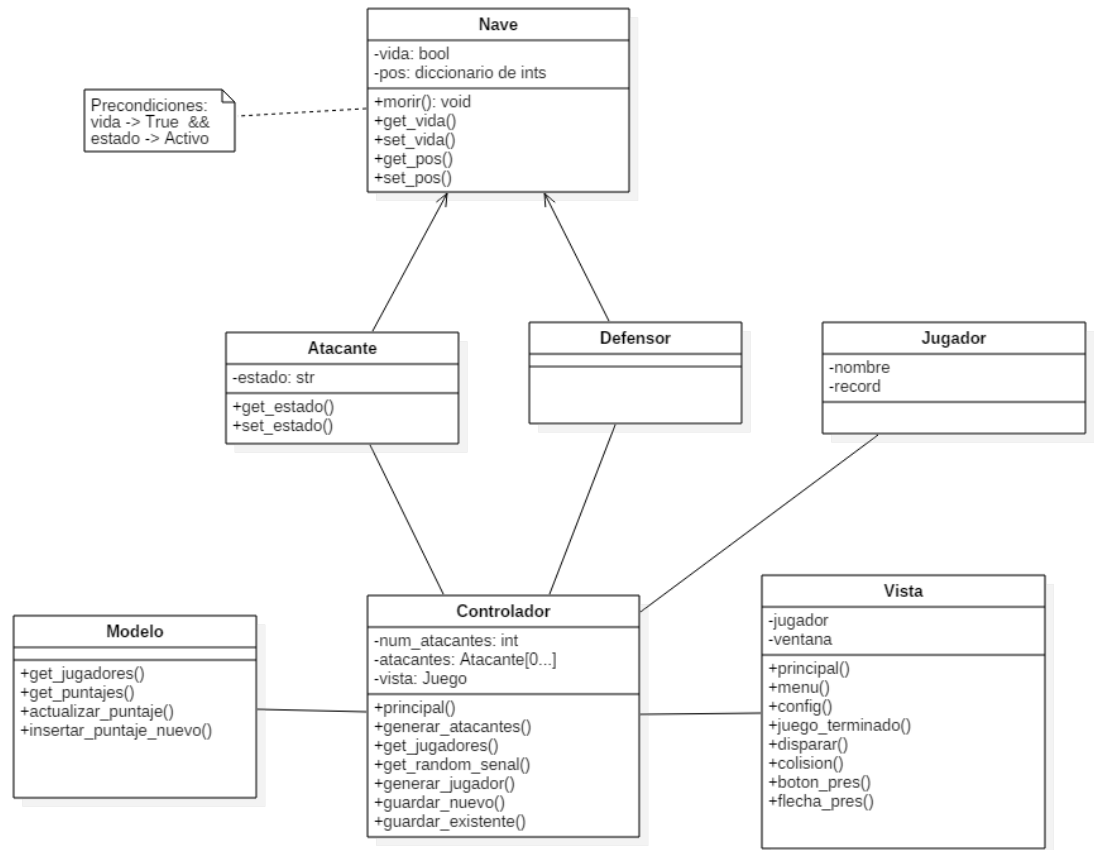 Nave
-vida: bool
-pos: diccionario de ints
+morir(): void
+get_vida()
+set_vida()
+get_pos()
+set_pos()
Precondiciones:
vida -> True  &&
estado -> Activo
Atacante
-estado: str
+get_estado()
+set_estado()
Defensor
Jugador
-nombre
-record
Modelo
+get_jugadores()
+get_puntajes()
+actualizar_puntaje()
+insertar_puntaje_nuevo()
Controlador
-num_atacantes: int
-atacantes: Atacante[0...]
-vista: Juego
+principal()
+generar_atacantes()
+get_jugadores()
+get_random_senal()
+generar_jugador()
+guardar_nuevo()
+guardar_existente()
Vista
-jugador
-ventana
+principal()
+menu()
+config()
+juego_terminado()
+disparar()
+colision()
+boton_pres()
+flecha_pres()